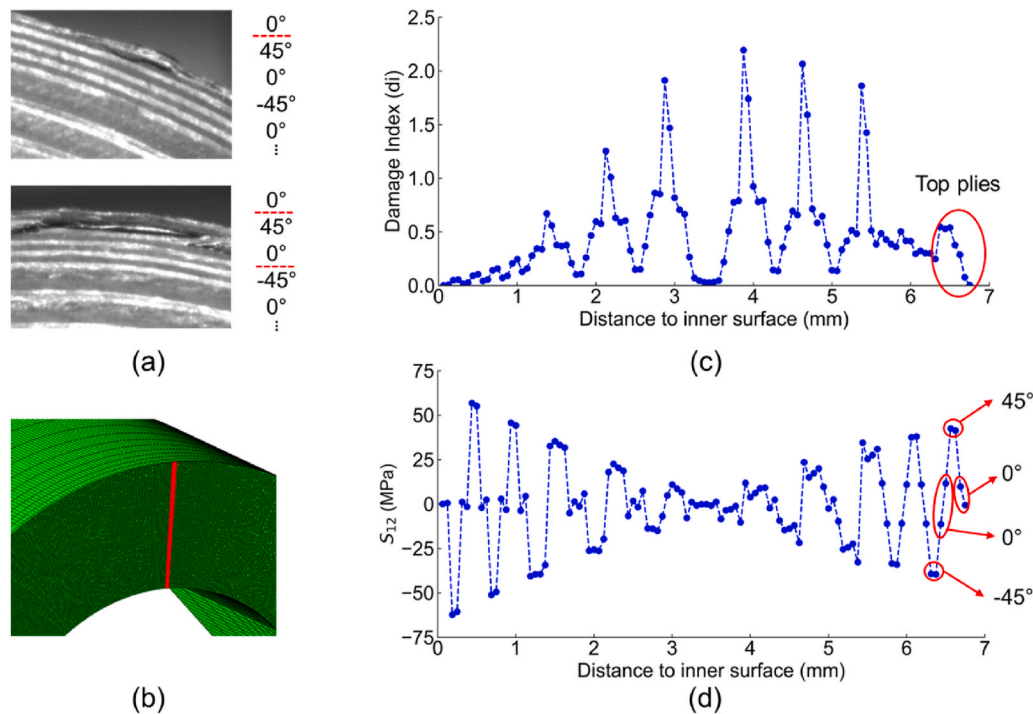 0°
45°
0°
-45°
0°
⋮
0°
45°
0°
-45°
0°
⋮
(a)
(b)
2.5
2.0
1.5
1.0
0.5
0.0
Damage Index (di)
Top plies
1 2 3 4 5 6 7
Distance to inner surface (mm)
(c)
75
50
25
0
−25
−50
−75
S12 (MPa)
45°
0°
0°
-45°
0 1 2 3 4 5 6 7
Distance to inner surface (mm)
(d)